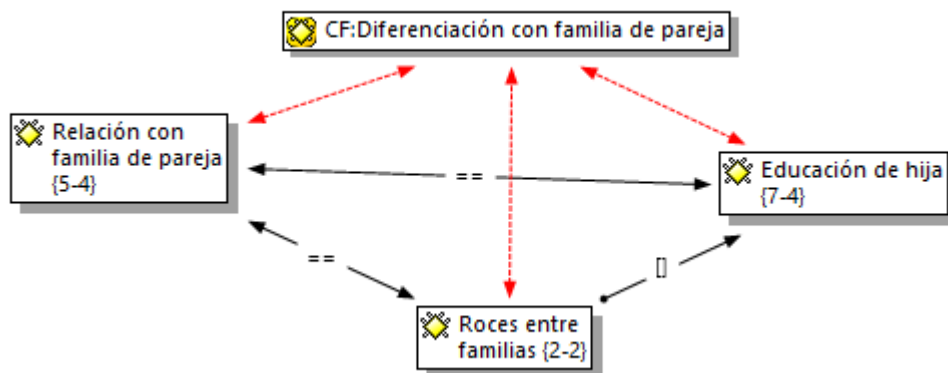 CF:Diferenciación con familia de pareja
Relación con
familia de pareja
{5-4}
==
Educación de hija
{7-4}
==
[]
Roces entre
familias {2-2}